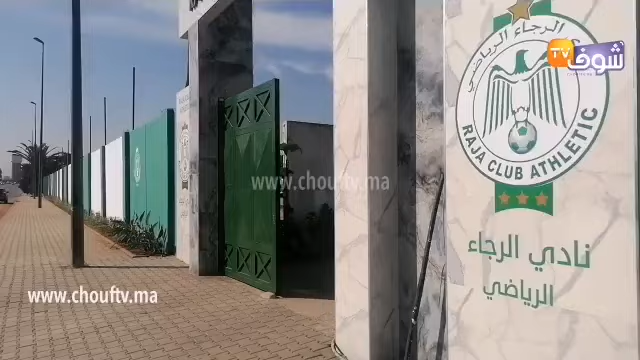 الرجاء الرياضي
RAJA CLUB ATHLETIC
نادي الرجاء
الرياضي
شوف
TV
www.chouftv.ma
www.chouftv.ma